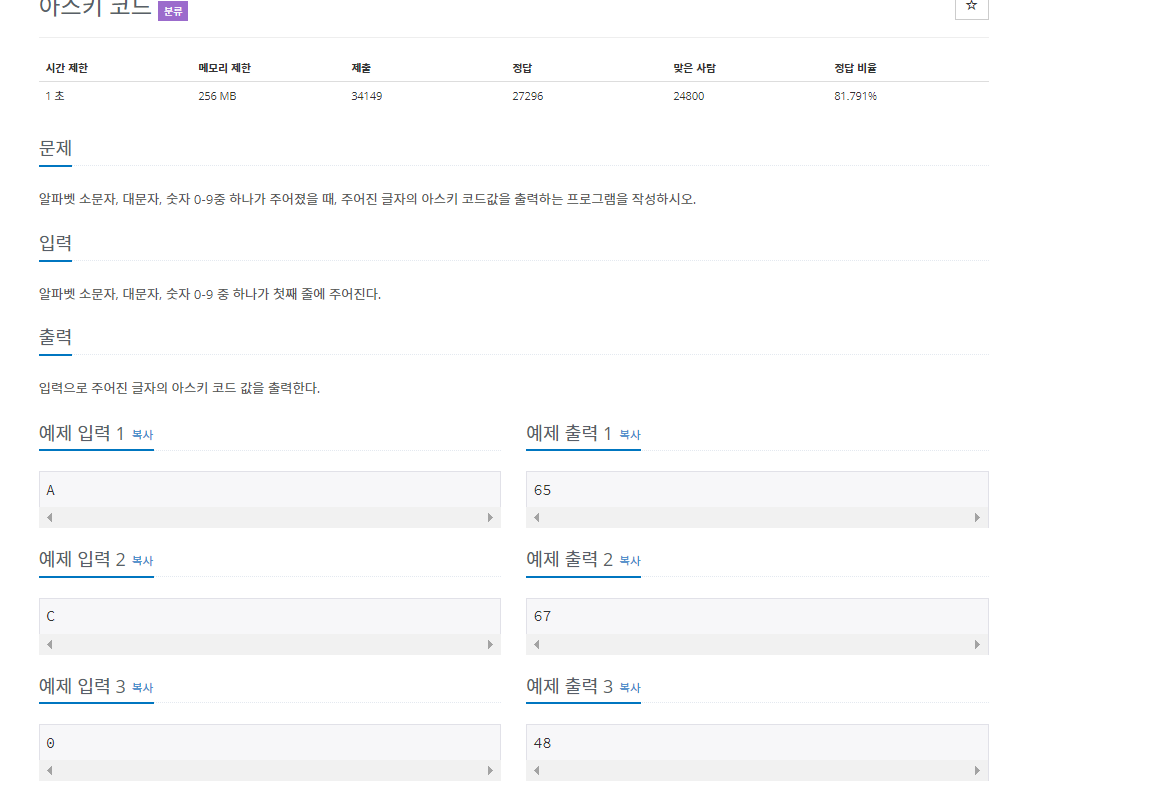 아스키 코드 분류
☆
시간 제한 메모리 제한 제출 정답 맞은 사람 정답 비율
1 초 256 MB 34149 27296 24800 81.791%
문제
알파벳 소문자, 대문자, 숫자 0-9중 하나가 주어졌을 때, 주어진 글자의 아스키 코드값을 출력하는 프로그램을 작성하시오.
입력
알파벳 소문자, 대문자, 숫자 0-9 중 하나가 첫째 줄에 주어진다.
출력
입력으로 주어진 글자의 아스키 코드 값을 출력한다.
예제 입력 1 복사 예제 출력 1 복사
A 65
예제 입력 2 복사 예제 출력 2 복사
C 67
예제 입력 3 복사 예제 출력 3 복사
0 48